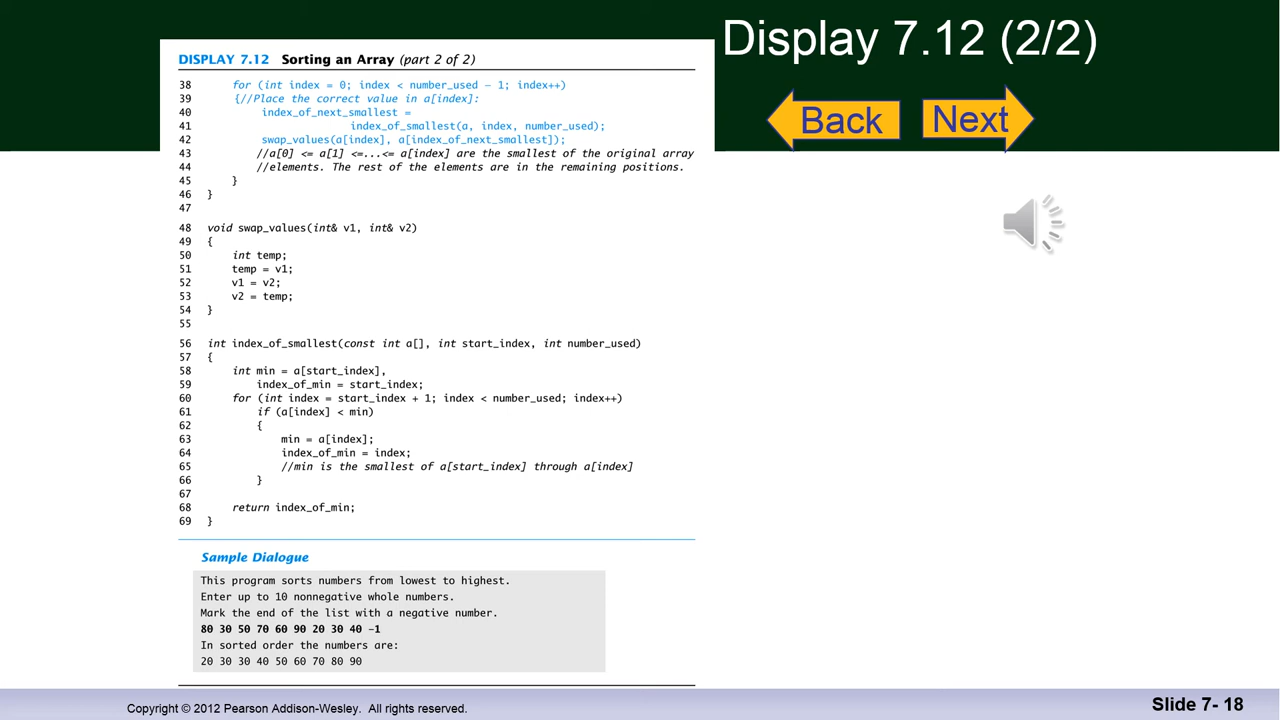 Display 7.12 (2/2)
Back
Next
DISPLAY 7.12 Sorting an Array (part 2 of 2)
38 for (int index = 0; index < number_used - 1; index++)
39 {//Place the correct value in a[index]:
40 index_of_next_smallest =
41 index_of_smallest(a, index, number_used);
42 swap_values(a[index], a[index_of_next_smallest]);
43 //a[0] <= a[1] <=...<= a[index] are the smallest of the original array
44 //elements. The rest of the elements are in the remaining positions.
45 }
46 }
47
48 void swap_values(int& v1, int& v2)
49 {
50 int temp;
51 temp = v1;
52 v1 = v2;
53 v2 = temp;
54 }
55
56 int index_of_smallest(const int a[], int start_index, int number_used)
57 {
58 int min = a[start_index],
59 index_of_min = start_index;
60 for (int index = start_index + 1; index < number_used; index++)
61 if (a[index] < min)
62 {
63 min = a[index];
64 index_of_min = index;
65 //min is the smallest of a[start_index] through a[index]
66 }
67
68 return index_of_min;
69 }
Sample Dialogue
This program sorts numbers from lowest to highest.
Enter up to 10 nonnegative whole numbers.
Mark the end of the list with a negative number.
80 30 50 70 60 90 20 30 40 -1
In sorted order the numbers are:
20 30 30 40 50 60 70 80 90
Copyright © 2012 Pearson Addison-Wesley. All rights reserved.
Slide 7- 18